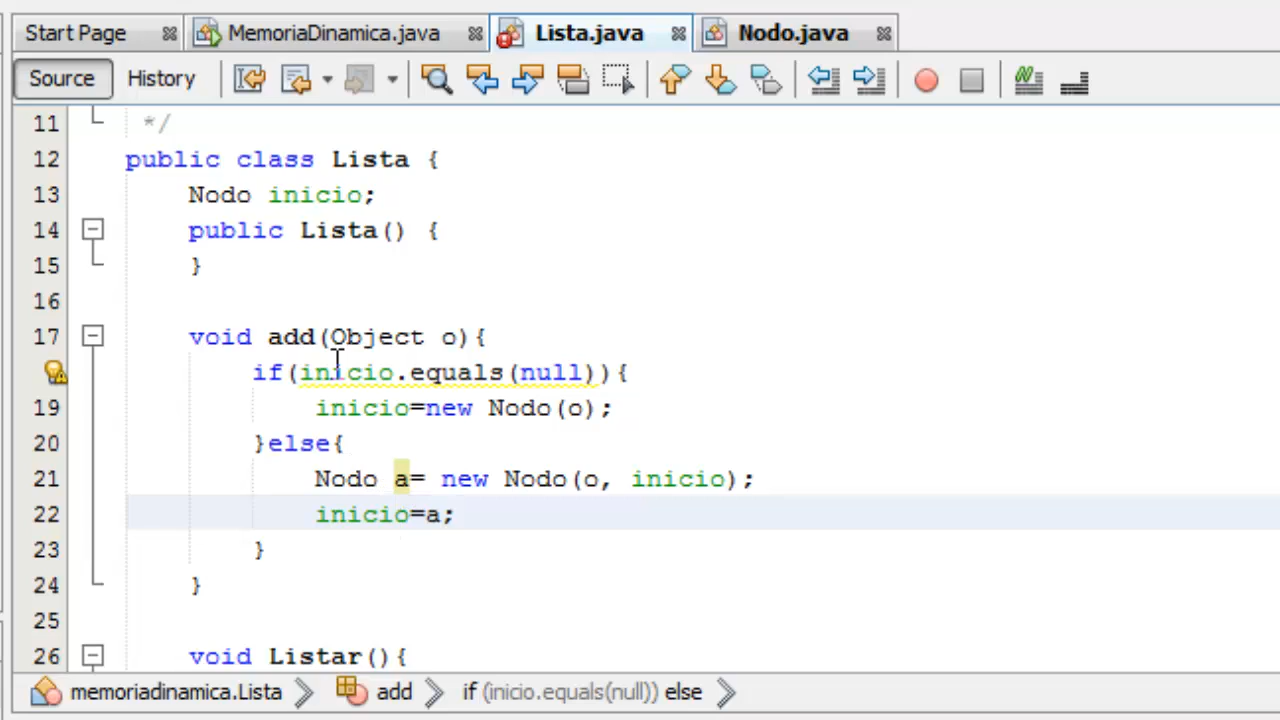 Start Page MemoriaDinamica.java Lista.java Nodo.java
Source History
11 */
12 public class Lista {
13 Nodo inicio;
14 public Lista() {
15 }
16
17 void add(Object o){
if(inicio.equals(null)){
19 inicio=new Nodo(o);
20 }else{
21 Nodo a= new Nodo(o, inicio);
22 inicio=a;
23 }
24 }
25
26 void Listar(){
memoriadinamica.Lista add if (inicio.equals(null)) else